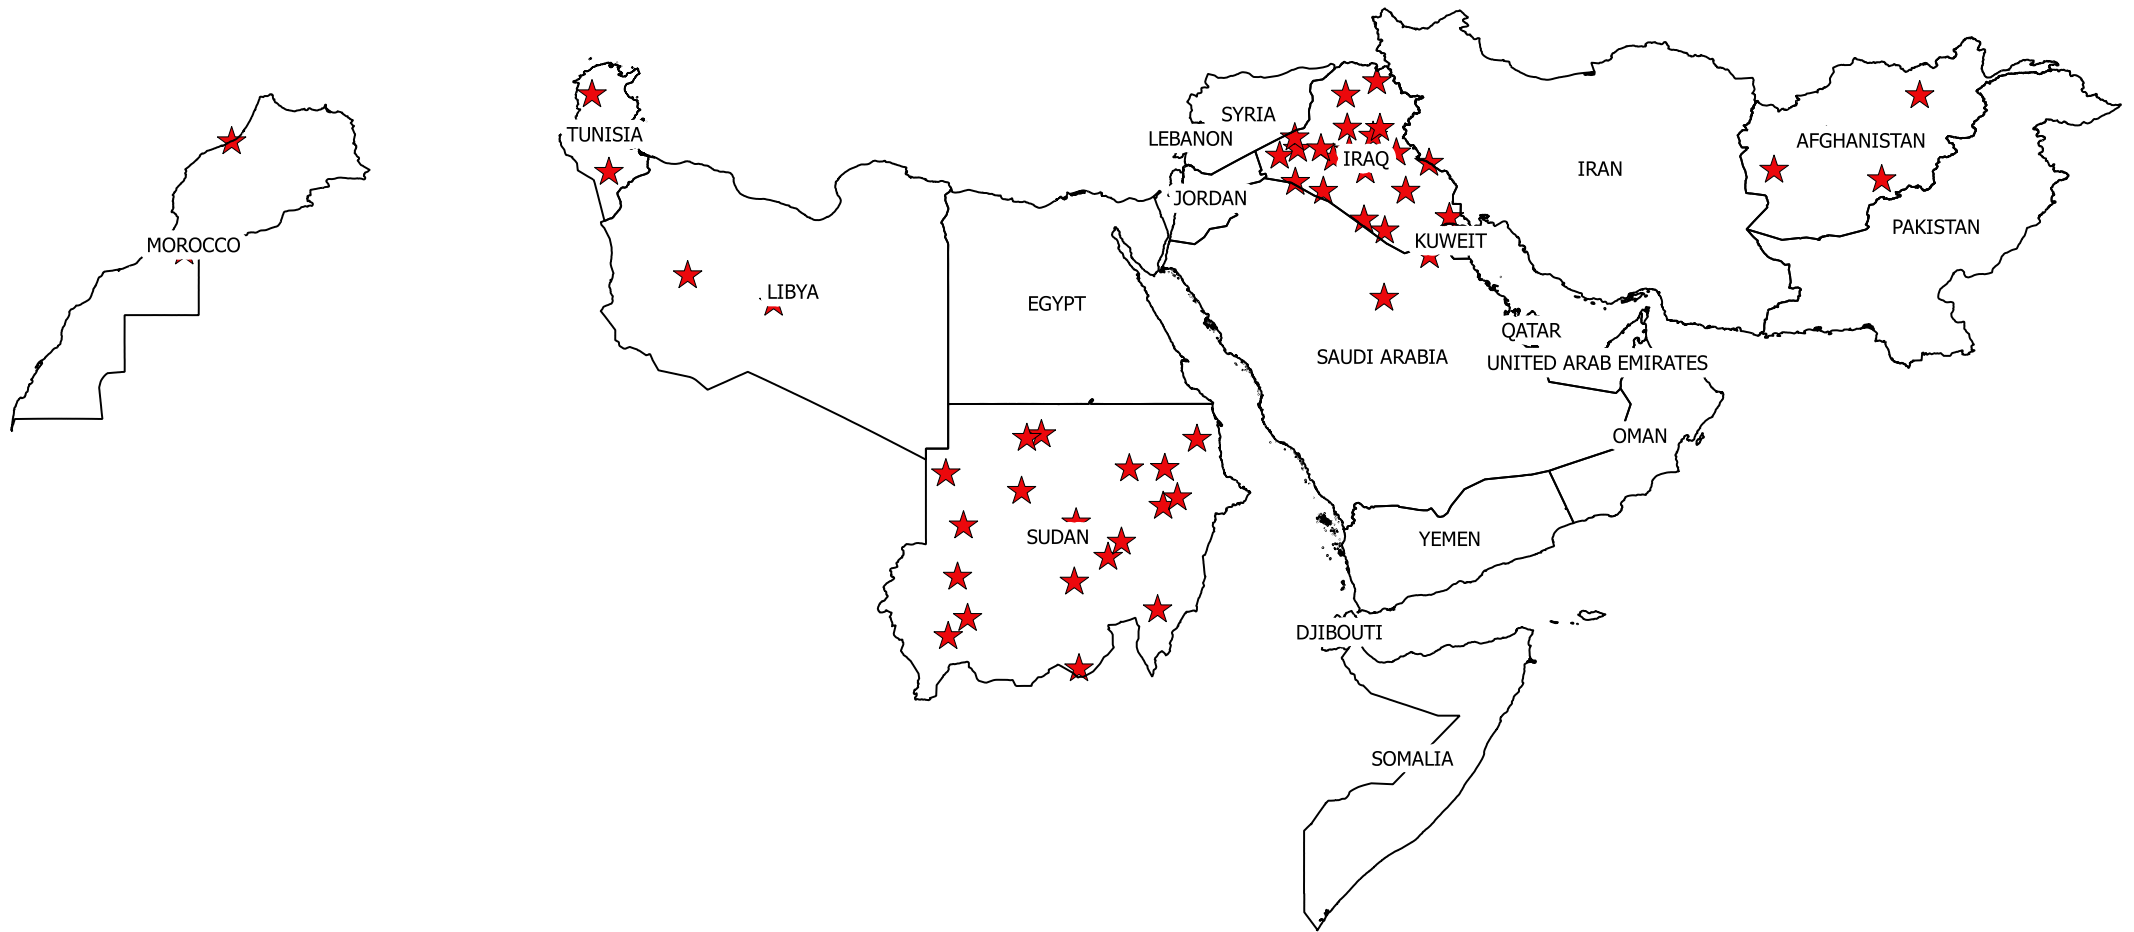 SYRIA
TUNISIA
LEBANON
AFGHANISTAN
IRAQ
IRAN
JORDAN
PAKISTAN
MOROCCO
KUWEIT
LIBYA
EGYPT
QATAR
SAUDI ARABIA
UNITED ARAB EMIRATES
OMAN
SUDAN
YEMEN
DJIBOUTI
SOMALIA